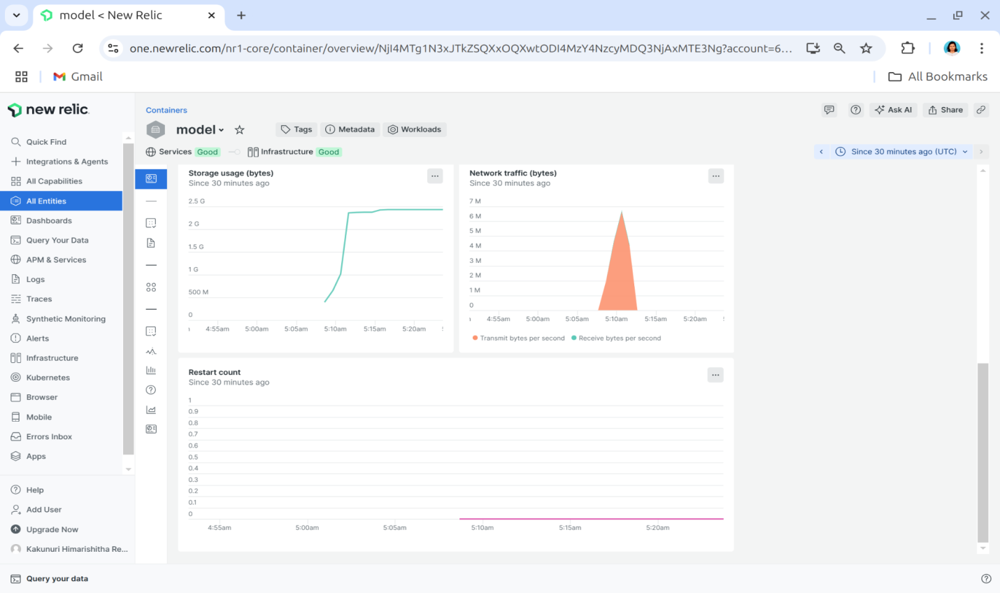 model < New Relic
one.newrelic.com/nr1-core/container/overview/NjI4MTg1N3xJTkZSQXxOQXwtODI4MzY4NzcyMDQ3NjAxMTE3Ng?account=6...
Gmail
All Bookmarks
new relic
Quick Find
Integrations & Agents
All Capabilities
All Entities
Dashboards
Query Your Data
APM & Services
Logs
Traces
Synthetic Monitoring
Alerts
Infrastructure
Kubernetes
Browser
Mobile
Errors Inbox
Apps
Help
Add User
Upgrade Now
Kakunuri Himarishitha Re...
Query your data
Containers
Ask AI
Share
model
Tags
Metadata
Workloads
Services Good
Infrastructure Good
Since 30 minutes ago (UTC)
Storage usage (bytes)
Since 30 minutes ago
2.5 G
2 G
1.5 G
1 G
500 M
0
4:55am 5:00am 5:05am 5:10am 5:15am 5:20am
Network traffic (bytes)
Since 30 minutes ago
7 M
6 M
5 M
4 M
3 M
2 M
1 M
0
4:55am 5:00am 5:05am 5:10am 5:15am 5:20am
Transmit bytes per second Receive bytes per second
Restart count
Since 30 minutes ago
1
0.9
0.8
0.7
0.6
0.5
0.4
0.3
0.2
0.1
0
4:55am 5:00am 5:05am 5:10am 5:15am 5:20am